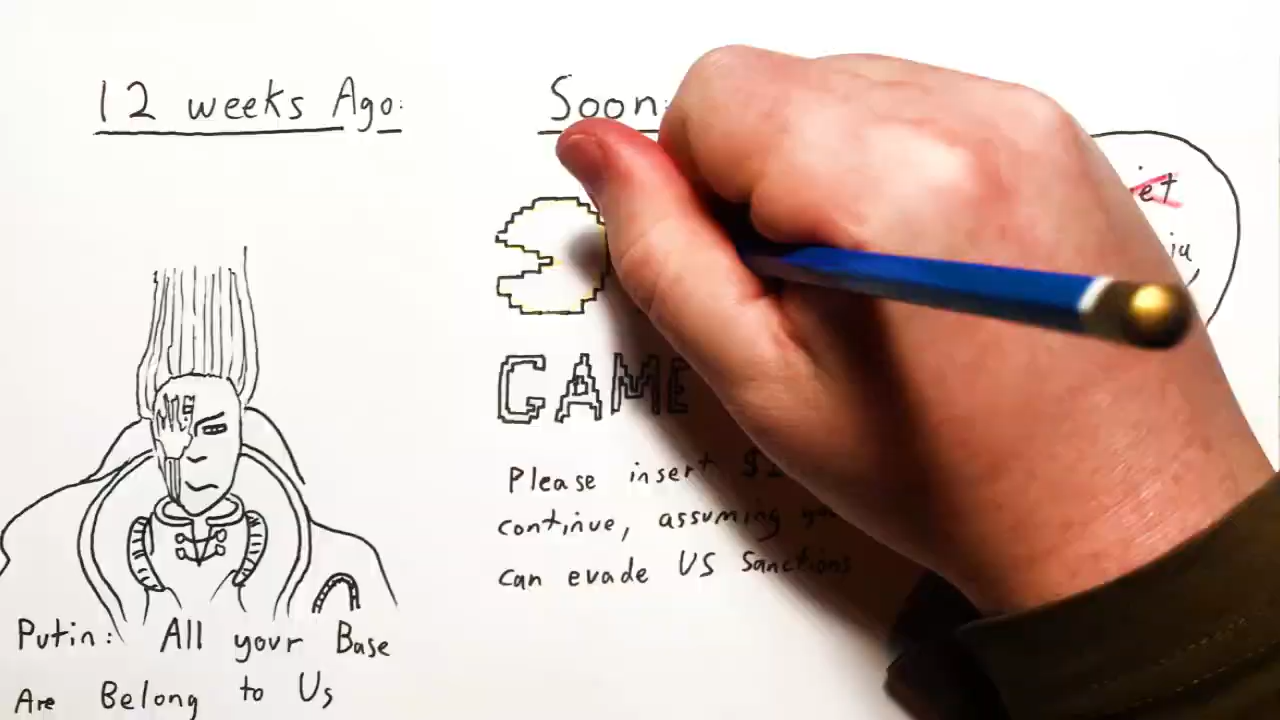 12 weeks Ago:
Soon:
GAME
Please insert
continue, assuming
can evade US Sanctions
Putin: All your Base
Are Belong to Us